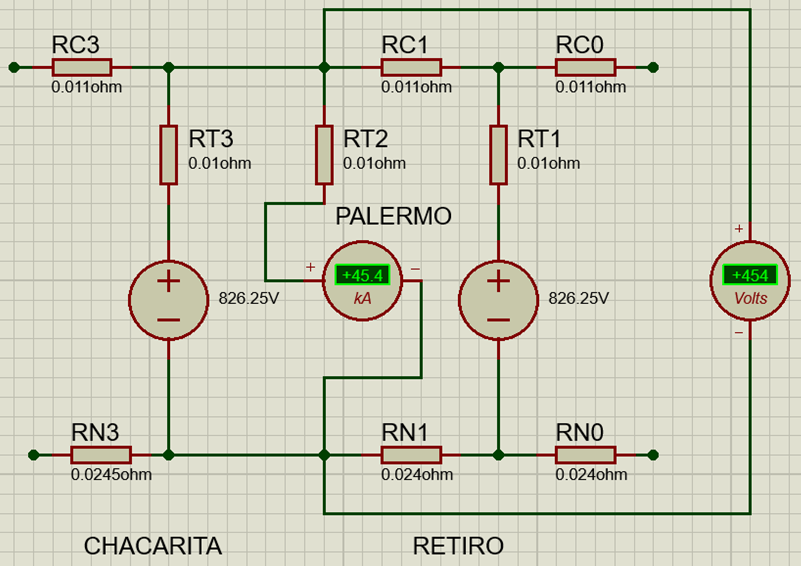 RC3
0.011ohm
RC1
0.011ohm
RC0
0.011ohm
RT3
0.01ohm
RT2
0.01ohm
RT1
0.01ohm
PALERMO
+
-
+45.4
kA
+
-
826.25V
+
-
826.25V
+
-
+454
Volts
RN3
0.0245ohm
RN1
0.024ohm
RN0
0.024ohm
CHACARITA
RETIRO